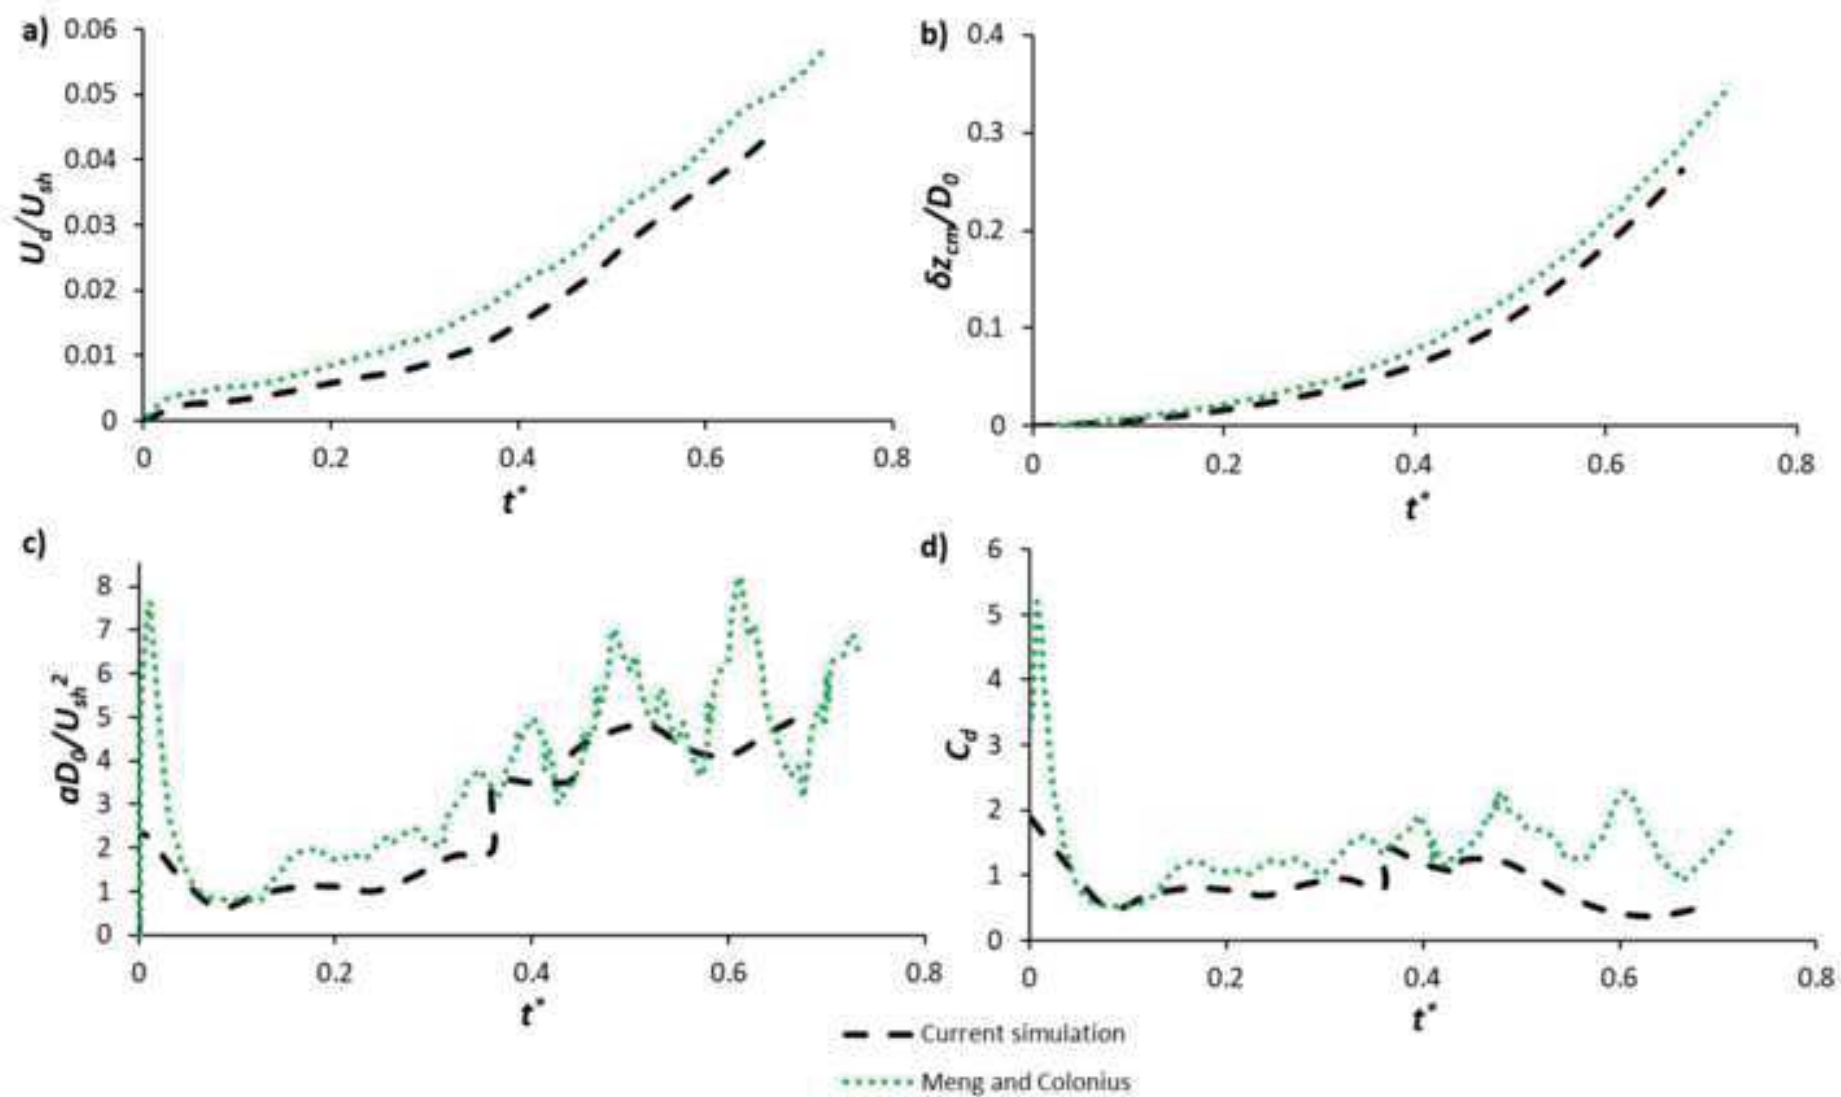 a)
0.06
0.05
0.04
0.03
0.02
0.01
0
U_d/U_sh
0 0.2 0.4 0.6 0.8
t*
b)
0.4
0.3
0.2
0.1
0
δz_cm/D_0
0 0.2 0.4 0.6 0.8
t*
c)
8
7
6
5
4
3
2
1
0
aD_0/U_sh^2
0 0.2 0.4 0.6 0.8
t*
d)
6
5
4
3
2
1
0
C_d
0 0.2 0.4 0.6 0.8
t*
Current simulation
Meng and Colonius